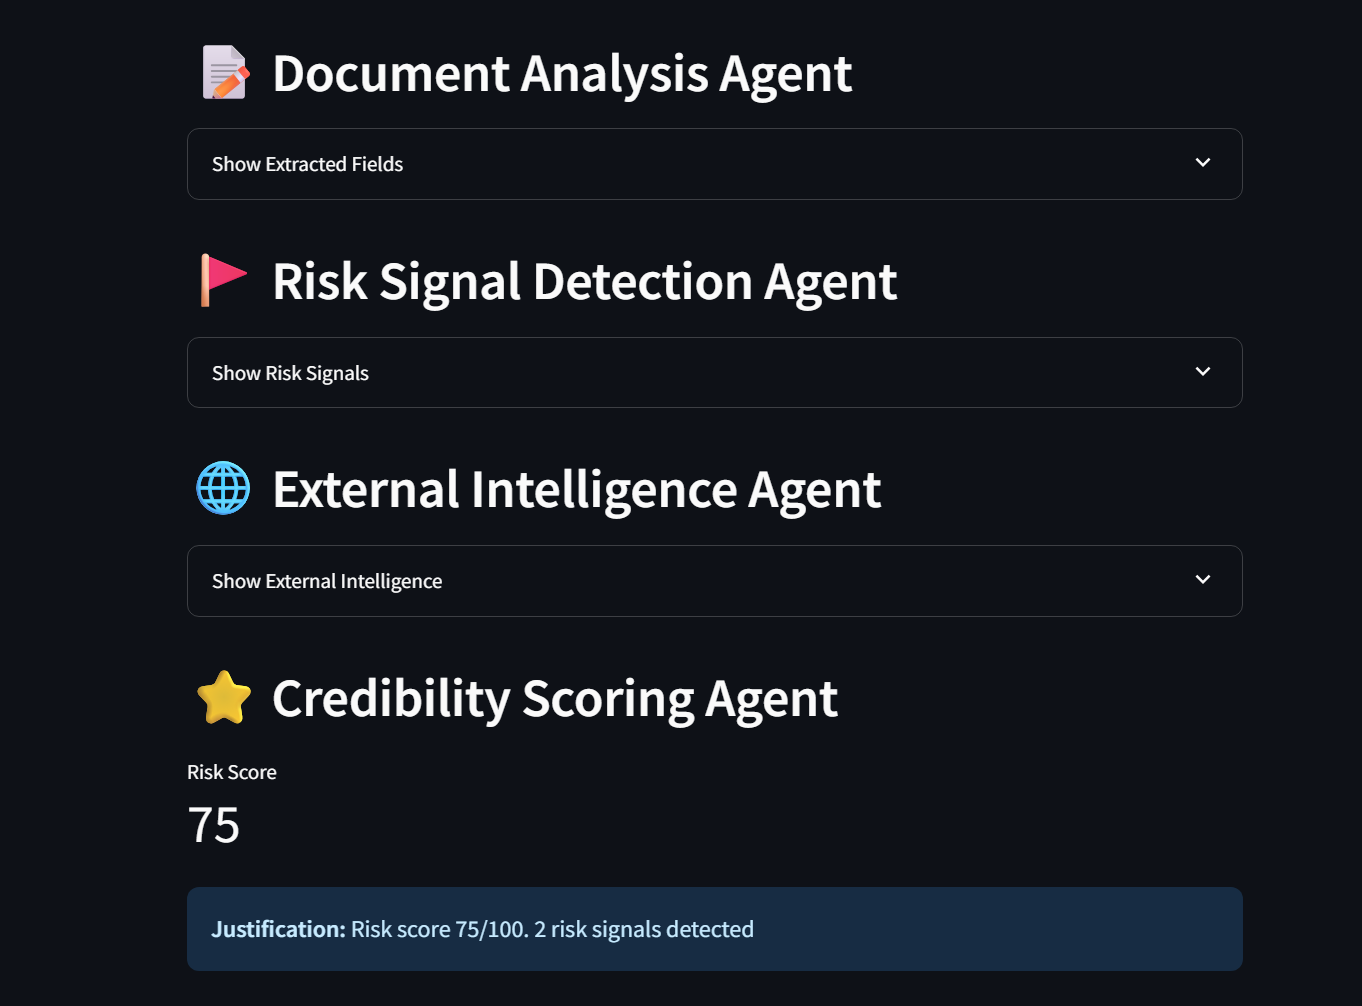 Document Analysis Agent
Show Extracted Fields
Risk Signal Detection Agent
Show Risk Signals
External Intelligence Agent
Show External Intelligence
Credibility Scoring Agent
Risk Score
75
Justification: Risk score 75/100. 2 risk signals detected